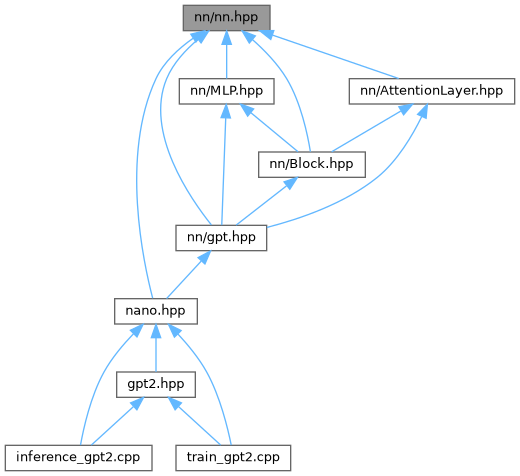 nn/nn.hpp
nn/MLP.hpp
nn/AttentionLayer.hpp
nn/Block.hpp
nn/gpt.hpp
nano.hpp
gpt2.hpp
inference_gpt2.cpp
train_gpt2.cpp